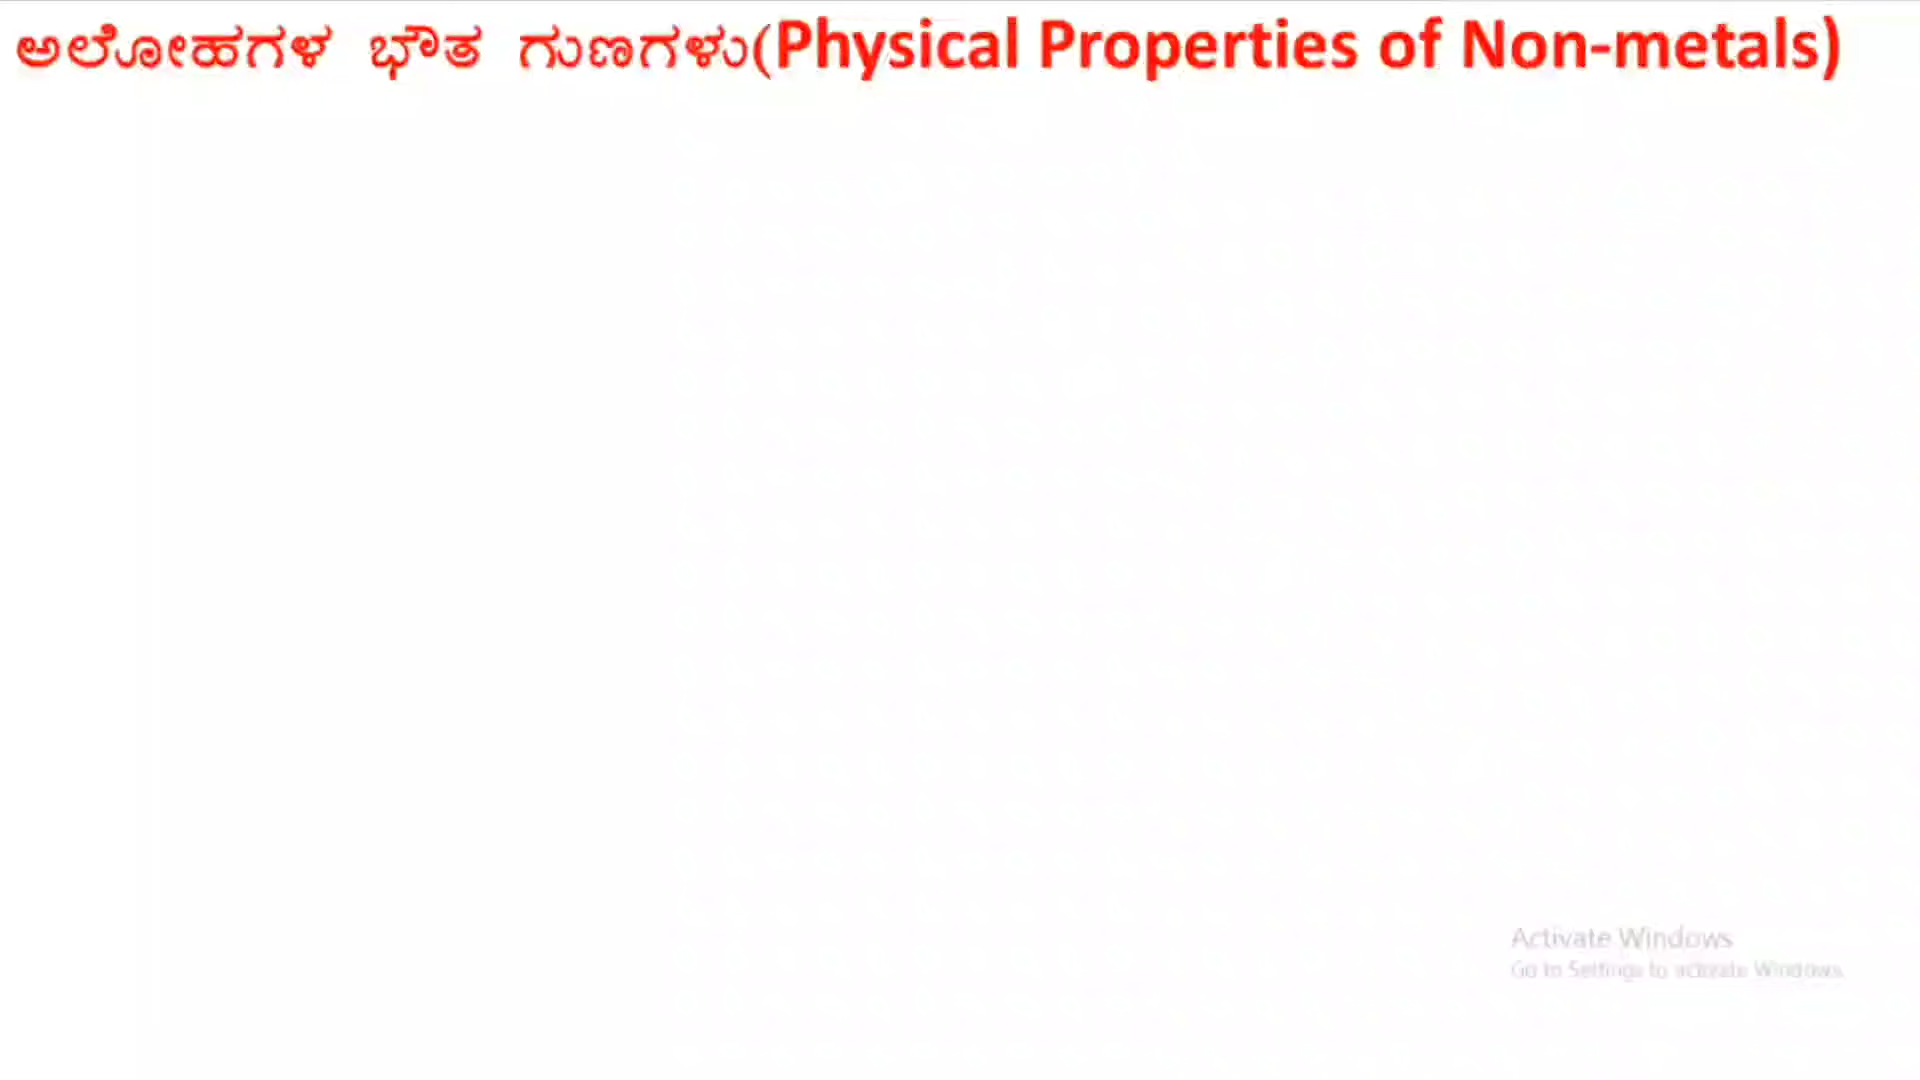 ಅಲೋಹಗಳ ಭೌತ ಗುಣಗಳು(Physical Properties of Non-metals)
Activate Windows
Go to Settings to activate Windows.